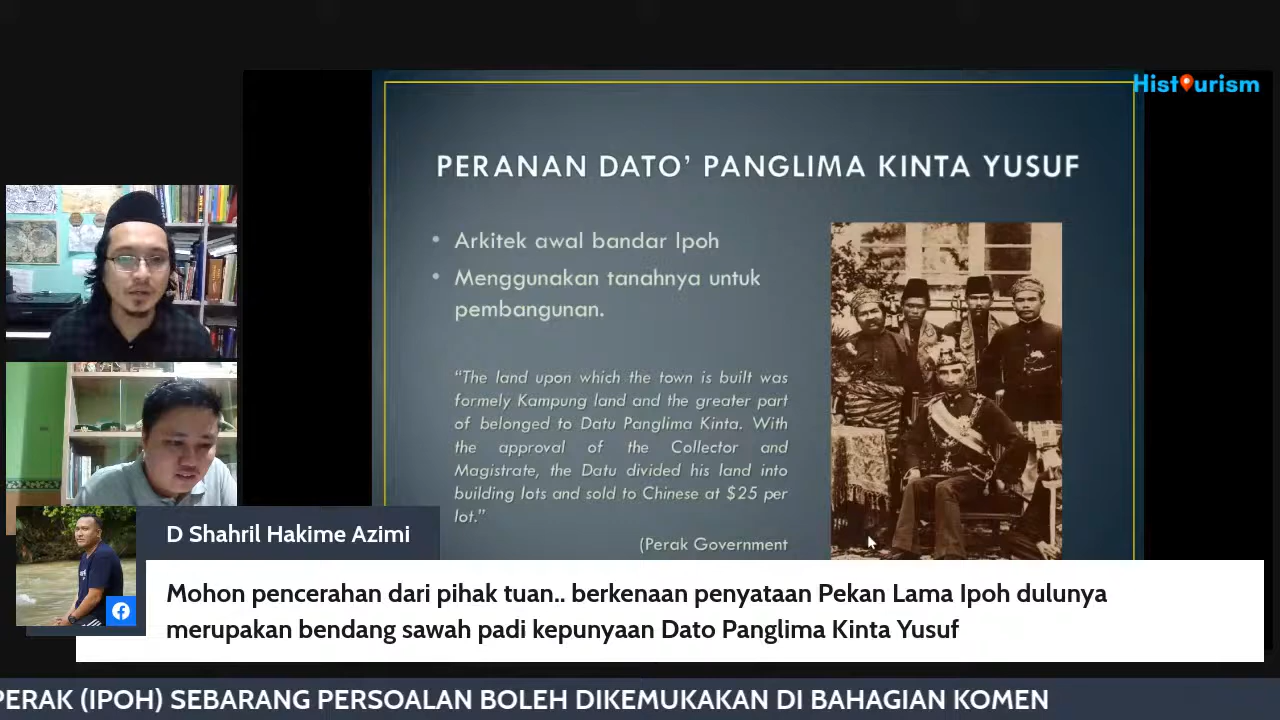 Histourism
PERANAN DATO’ PANGLIMA KINTA YUSUF
• Arkitek awal bandar Ipoh
• Menggunakan tanahnya untuk
pembangunan.
“The land upon which the town is built was
formely Kampung land and the greater part
of belonged to Datu Panglima Kinta. With
the approval of the Collector and
Magistrate, the Datu divided his land into
building lots and sold to Chinese at $25 per
lot.”
(Perak Government
D Shahril Hakime Azimi
Mohon pencerahan dari pihak tuan.. berkenaan penyataan Pekan Lama Ipoh dulunya
merupakan bendang sawah padi kepunyaan Dato Panglima Kinta Yusuf
PERAK (IPOH) SEBARANG PERSOALAN BOLEH DIKEMUKAKAN DI BAHAGIAN KOMEN